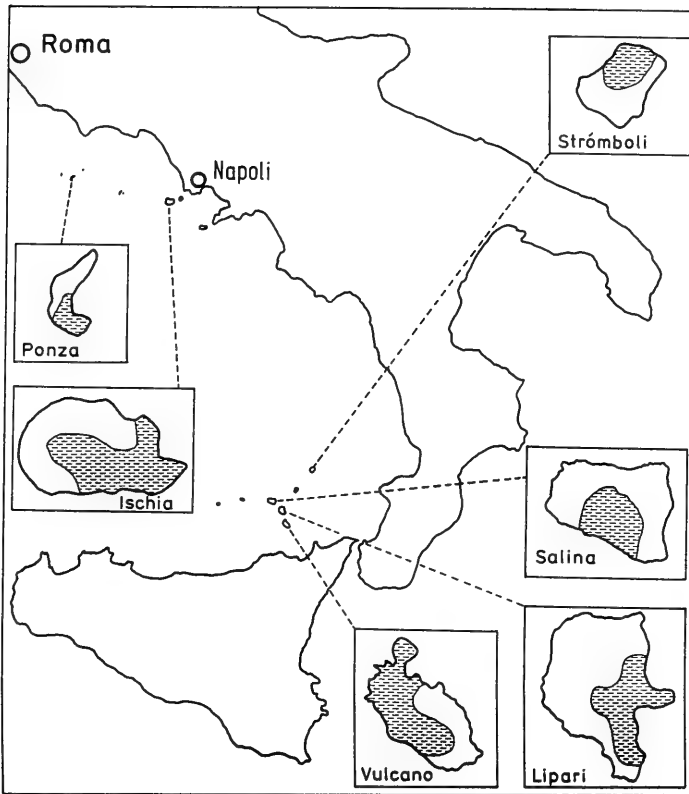 Roma
Strómboli
Napoli
Ponza
Ischia
Salina
Vulcano
Lipari